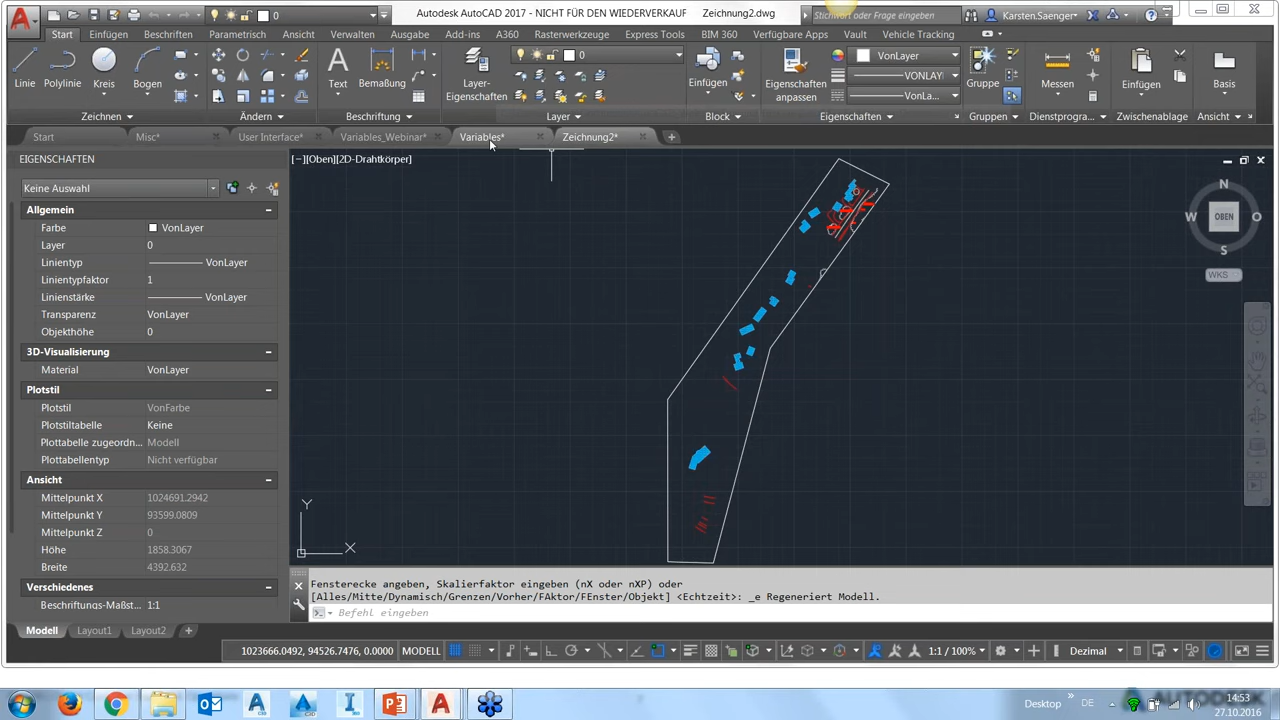 0
Autodesk AutoCAD 2017 - NICHT FÜR DEN WIEDERVERKAUF Zeichnung2.dwg
Stichwort oder Frage eingeben
Karsten.Saenger...
Start Einfügen Beschriften Parametrisch Ansicht Verwalten Ausgabe Add-ins A360 Rasterwerkzeuge Express Tools BIM 360 Verfügbare Apps Vault Vehicle Tracking
Linie Polylinie Kreis Bogen
Text Bemaßung
Layer-
Eigenschaften
0
Einfügen
Eigenschaften
anpassen
VonLayer
VONLAY...
VonLa...
Gruppe
Messen
Einfügen
Basis
Zeichnen Ändern Beschriftung Layer Block Eigenschaften Gruppen Dienstprogra... Zwischenablage Ansicht
Start Misc* User Interface* Variables_Webinar* Variables* Zeichnung2*
EIGENSCHAFTEN
Keine Auswahl
Allgemein
Farbe VonLayer
Layer 0
Linientyp VonLayer
Linientypfaktor 1
Linienstärke VonLayer
Transparenz VonLayer
Objekthöhe 0
3D-Visualisierung
Material VonLayer
Plotstil
Plotstil VonFarbe
Plotstiltabelle Keine
Plottabelle zugeordn... Modell
Plottabellentyp Nicht verfügbar
Ansicht
Mittelpunkt X 1024691.2942
Mittelpunkt Y 93599.0809
Mittelpunkt Z 0
Höhe 1858.3067
Breite 4392.632
Verschiedenes
Beschriftungs-Maßst... 1:1
[−][Oben][2D-Drahtkörper]
N
W OBEN O
S
WKS
Y
X
Fensterecke angeben, Skalierfaktor eingeben (nX oder nXP) oder
[Alles/Mitte/Dynamisch/Grenzen/Vorher/FAktor/FEnster/Objekt] <Echtzeit>: _e Regeneriert Modell.
Befehl eingeben
Modell Layout1 Layout2
1023666.0492, 94526.7476, 0.0000 MODELL 1:1 / 100% Dezimal
Desktop DE
14:53
27.10.2016